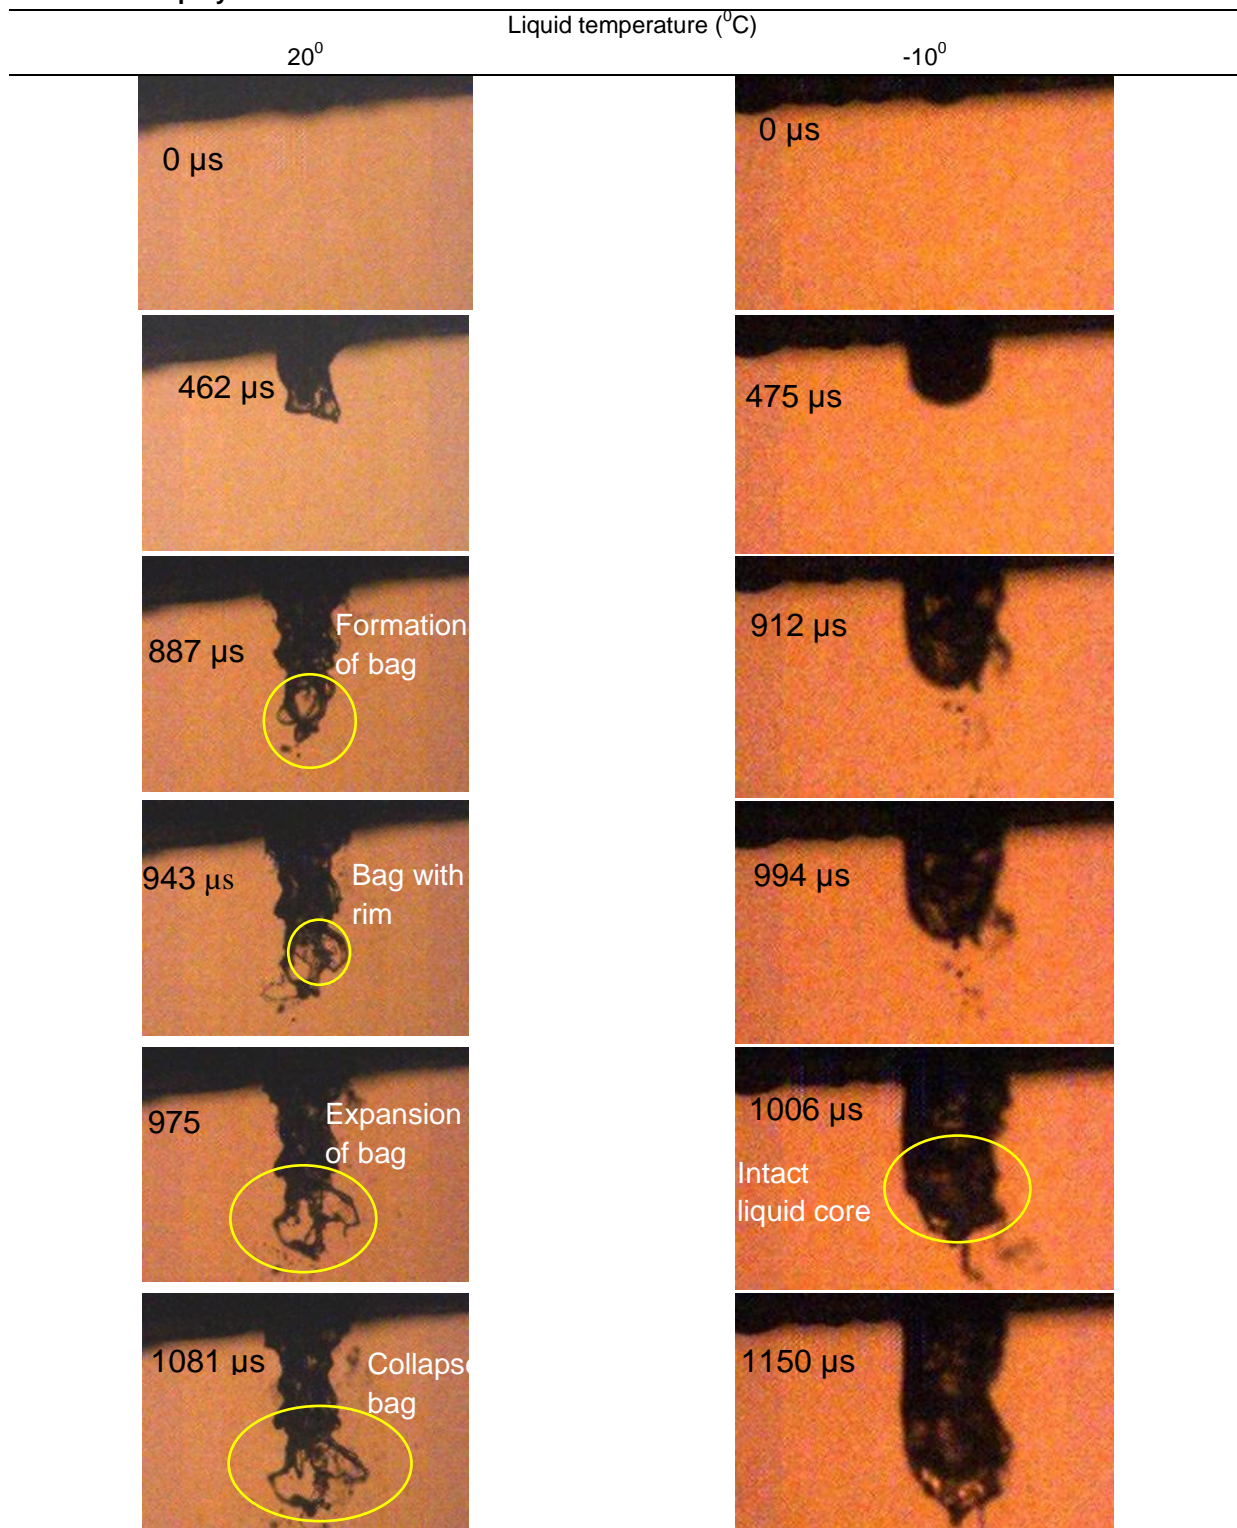 Liquid temperature (⁰C)
20⁰ -10⁰
0 µs
0 µs
462 µs
475 µs
887 µs
Formation
of bag
912 µs
943 µs
Bag with
rim
994 µs
975
Expansion
of bag
1006 µs
Intact
liquid core
1081 µs
Collapse
bag
1150 µs